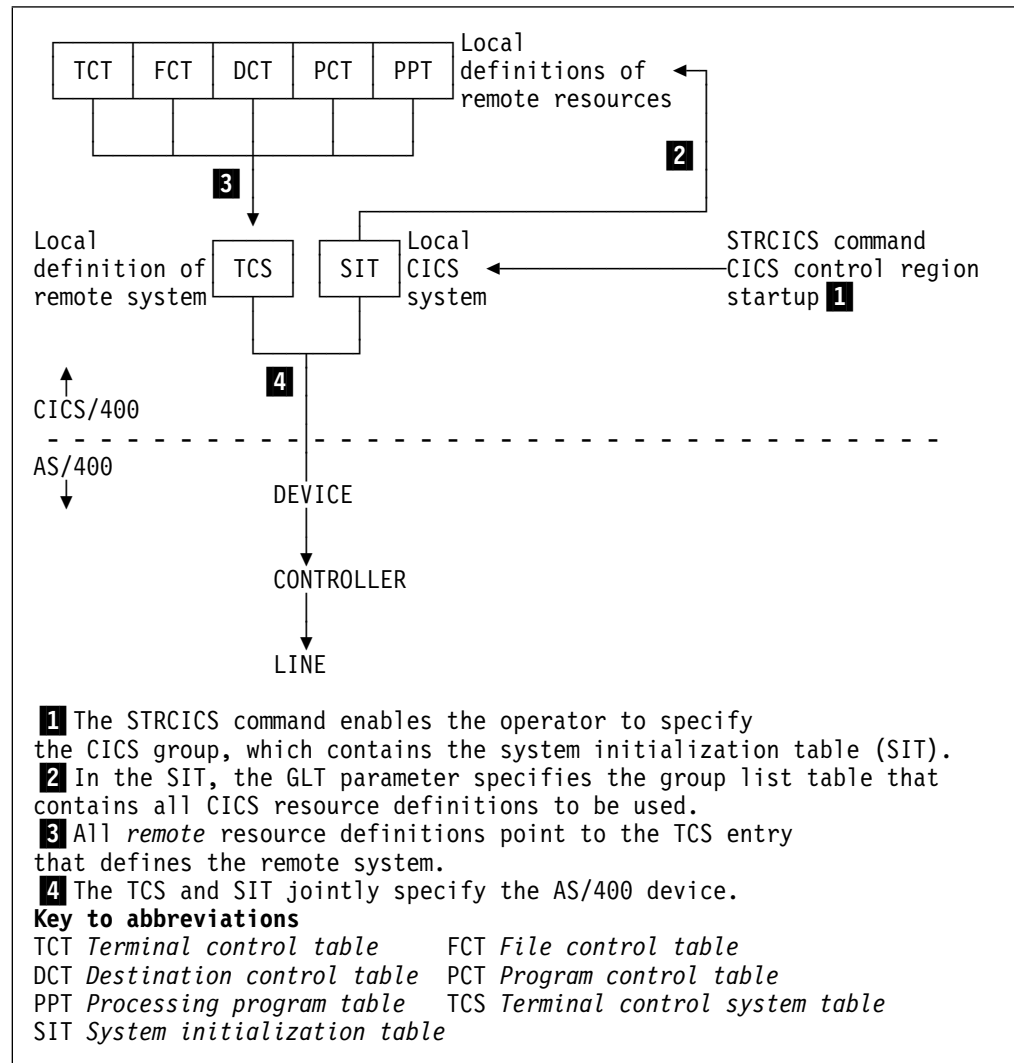 TCT FCT DCT PCT PPT
Local
definitions of
remote resources
2
3
Local
definition of
remote system
TCS
SIT
Local
CICS
system
STRCICS command
CICS control region
startup 1
4
CICS/400
AS/400
DEVICE
CONTROLLER
LINE
1 The STRCICS command enables the operator to specify
the CICS group, which contains the system initialization table (SIT).
2 In the SIT, the GLT parameter specifies the group list table that
contains all CICS resource definitions to be used.
3 All remote resource definitions point to the TCS entry
that defines the remote system.
4 The TCS and SIT jointly specify the AS/400 device.
Key to abbreviations
TCT Terminal control table FCT File control table
DCT Destination control table PCT Program control table
PPT Processing program table TCS Terminal control system table
SIT System initialization table